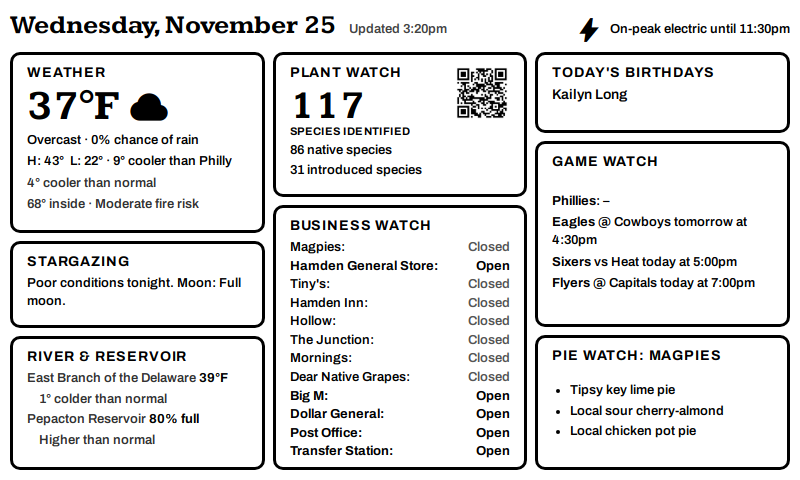 Wednesday, November 25 Updated 3:20pm
On-peak electric until 11:30pm
WEATHER
37°F
Overcast · 0% chance of rain
H: 43° L: 22° · 9° cooler than Philly
4° cooler than normal
68° inside · Moderate fire risk
STARGAZING
Poor conditions tonight. Moon: Full
moon.
RIVER & RESERVOIR
East Branch of the Delaware 39°F
1° colder than normal
Pepacton Reservoir 80% full
Higher than normal
PLANT WATCH
117
SPECIES IDENTIFIED
86 native species
31 introduced species
BUSINESS WATCH
Magpies: Closed
Hamden General Store: Open
Tiny's: Closed
Hamden Inn: Closed
Hollow: Closed
The Junction: Closed
Mornings: Closed
Dear Native Grapes: Closed
Big M: Open
Dollar General: Open
Post Office: Open
Transfer Station: Open
TODAY'S BIRTHDAYS
Kailyn Long
GAME WATCH
Phillies: –
Eagles @ Cowboys tomorrow at
4:30pm
Sixers vs Heat today at 5:00pm
Flyers @ Capitals today at 7:00pm
PIE WATCH: MAGPIES
• Tipsy key lime pie
• Local sour cherry-almond
• Local chicken pot pie